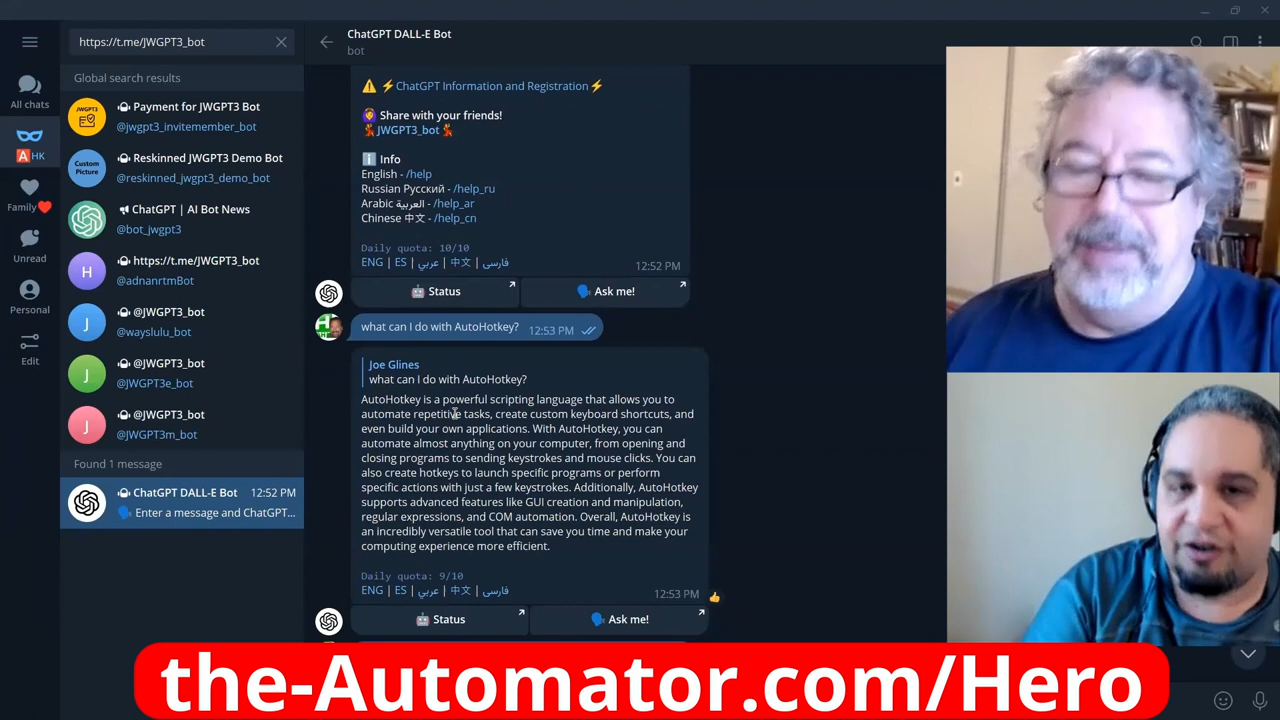 https://t.me/JWGPT3_bot
Global search results
Payment for JWGPT3 Bot
@jwgpt3_invitemember_bot
Reskinned JWGPT3 Demo Bot
@reskinned_jwgpt3_demo_bot
ChatGPT | AI Bot News
@bot_jwgpt3
https://t.me/JWGPT3_bot
@adnanrtmBot
@JWGPT3_bot
@wayslulu_bot
@JWGPT3_bot
@JWGPT3e_bot
@JWGPT3_bot
@JWGPT3m_bot
Found 1 message
ChatGPT DALL-E Bot 12:52 PM
Enter a message and ChatGPT...
All chats
AHK
Family
Unread
Personal
Edit
JWGPT3
Custom
Picture
H
J
J
J
ChatGPT DALL-E Bot
bot
⚠️ ⚡ChatGPT Information and Registration⚡
Share with your friends!
JWGPT3_bot
ℹ️ Info
English - /help
Russian Русский - /help_ru
Arabic العربية - /help_ar
Chinese 中文 - /help_cn
Daily quota: 10/10
ENG | ES | عربي | 中文 | فارسی
12:52 PM
Status
Ask me!
what can I do with AutoHotkey? 12:53 PM
Joe Glines
what can I do with AutoHotkey?
AutoHotkey is a powerful scripting language that allows you to
automate repetitive tasks, create custom keyboard shortcuts, and
even build your own applications. With AutoHotkey, you can
automate almost anything on your computer, from opening and
closing programs to sending keystrokes and mouse clicks. You can
also create hotkeys to launch specific programs or perform
specific actions with just a few keystrokes. Additionally, AutoHotkey
supports advanced features like GUI creation and manipulation,
regular expressions, and COM automation. Overall, AutoHotkey is
an incredibly versatile tool that can save you time and make your
computing experience more efficient.
Daily quota: 9/10
ENG | ES | عربي | 中文 | فارسی
12:53 PM
Status
Ask me!
the-Automator.com/Hero